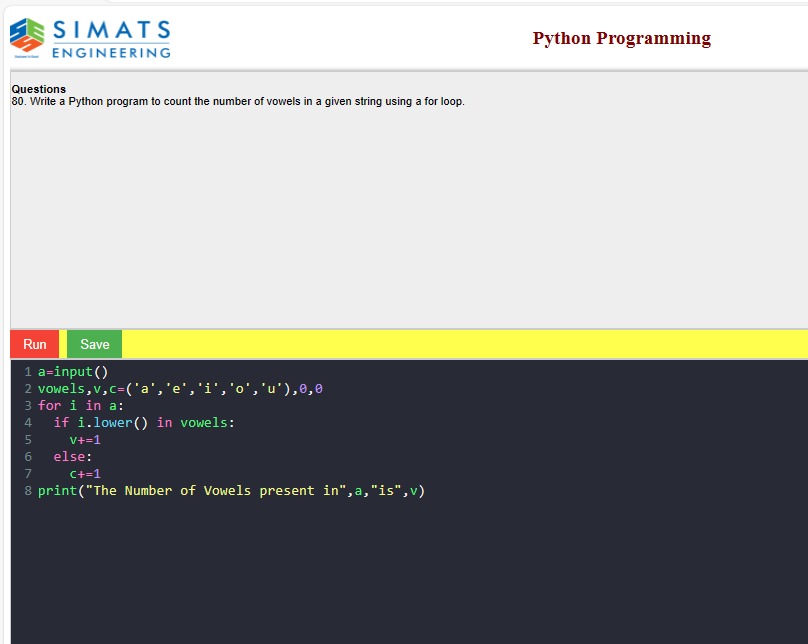 SIMATS
ENGINEERING
Python Programming
Questions
80. Write a Python program to count the number of vowels in a given string using a for loop.
Run Save
1 a=input()
2 vowels,v,c=('a','e','i','o','u'),0,0
3 for i in a:
4   if i.lower() in vowels:
5     v+=1
6   else:
7     c+=1
8 print("The Number of Vowels present in",a,"is",v)